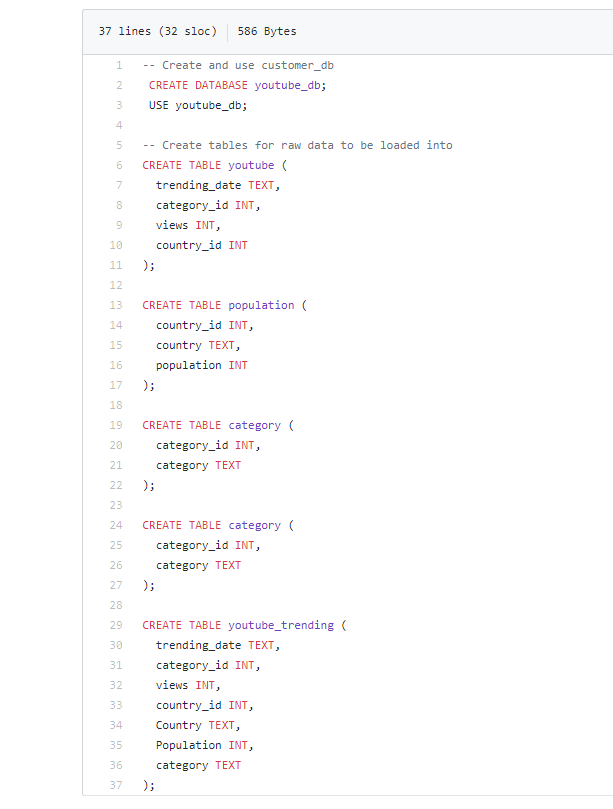 37 lines (32 sloc) 586 Bytes
1 -- Create and use customer_db
2 CREATE DATABASE youtube_db;
3 USE youtube_db;
4
5 -- Create tables for raw data to be loaded into
6 CREATE TABLE youtube (
7 trending_date TEXT,
8 category_id INT,
9 views INT,
10 country_id INT
11 );
12
13 CREATE TABLE population (
14 country_id INT,
15 country TEXT,
16 population INT
17 );
18
19 CREATE TABLE category (
20 category_id INT,
21 category TEXT
22 );
23
24 CREATE TABLE category (
25 category_id INT,
26 category TEXT
27 );
28
29 CREATE TABLE youtube_trending (
30 trending_date TEXT,
31 category_id INT,
32 views INT,
33 country_id INT,
34 Country TEXT,
35 Population INT,
36 category TEXT
37 );